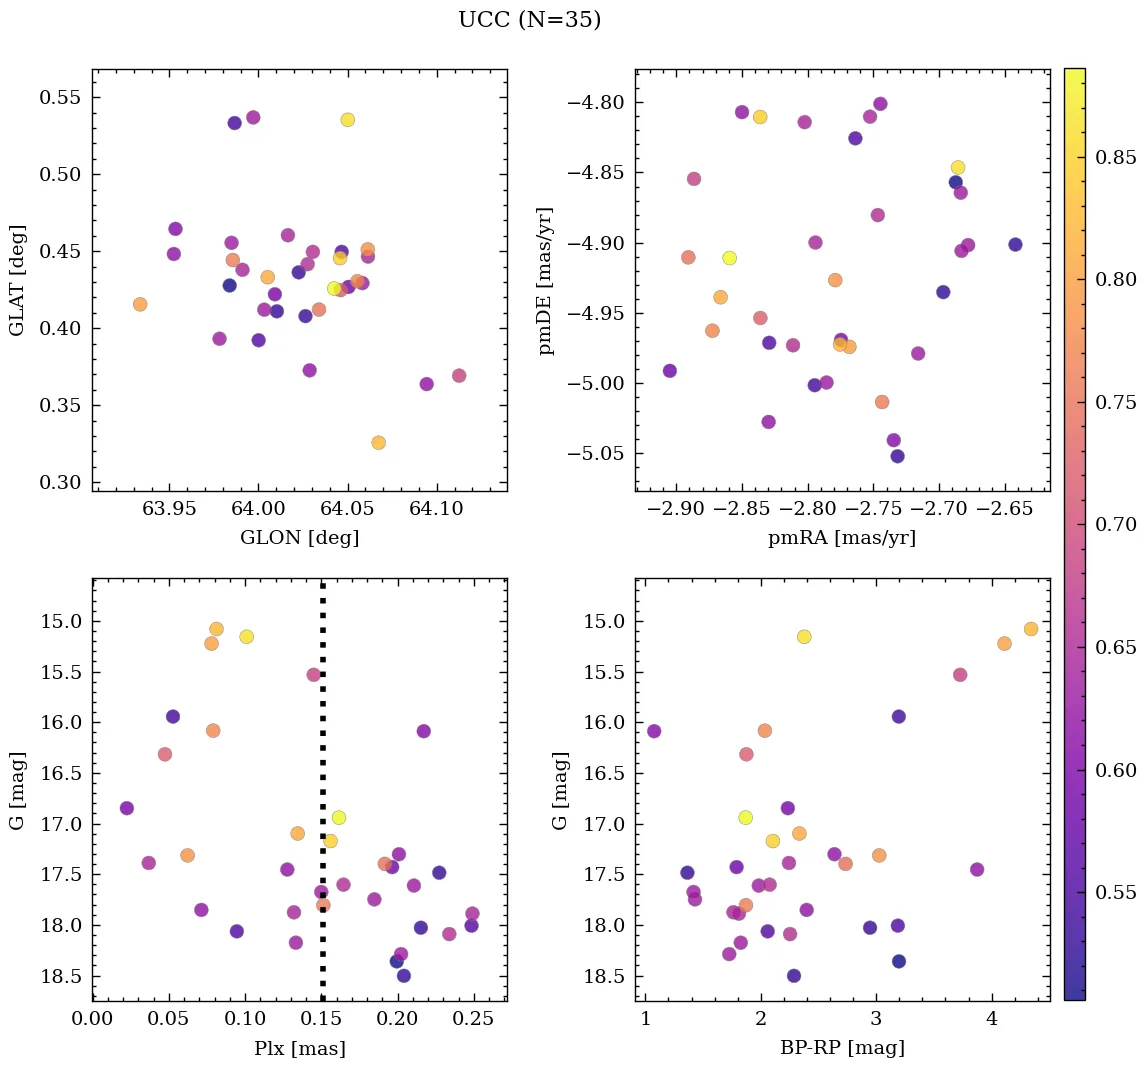 UCC (N=35)
0.55
0.50
0.45
0.40
0.35
0.30
GLAT [deg]
63.95 64.00 64.05 64.10
GLON [deg]
−4.80
−4.85
−4.90
−4.95
−5.00
−5.05
pmDE [mas/yr]
−2.90 −2.85 −2.80 −2.75 −2.70 −2.65
pmRA [mas/yr]
15.0
15.5
16.0
16.5
17.0
17.5
18.0
18.5
G [mag]
0.00 0.05 0.10 0.15 0.20 0.25
Plx [mas]
15.0
15.5
16.0
16.5
17.0
17.5
18.0
18.5
G [mag]
1 2 3 4
BP-RP [mag]
0.85
0.80
0.75
0.70
0.65
0.60
0.55